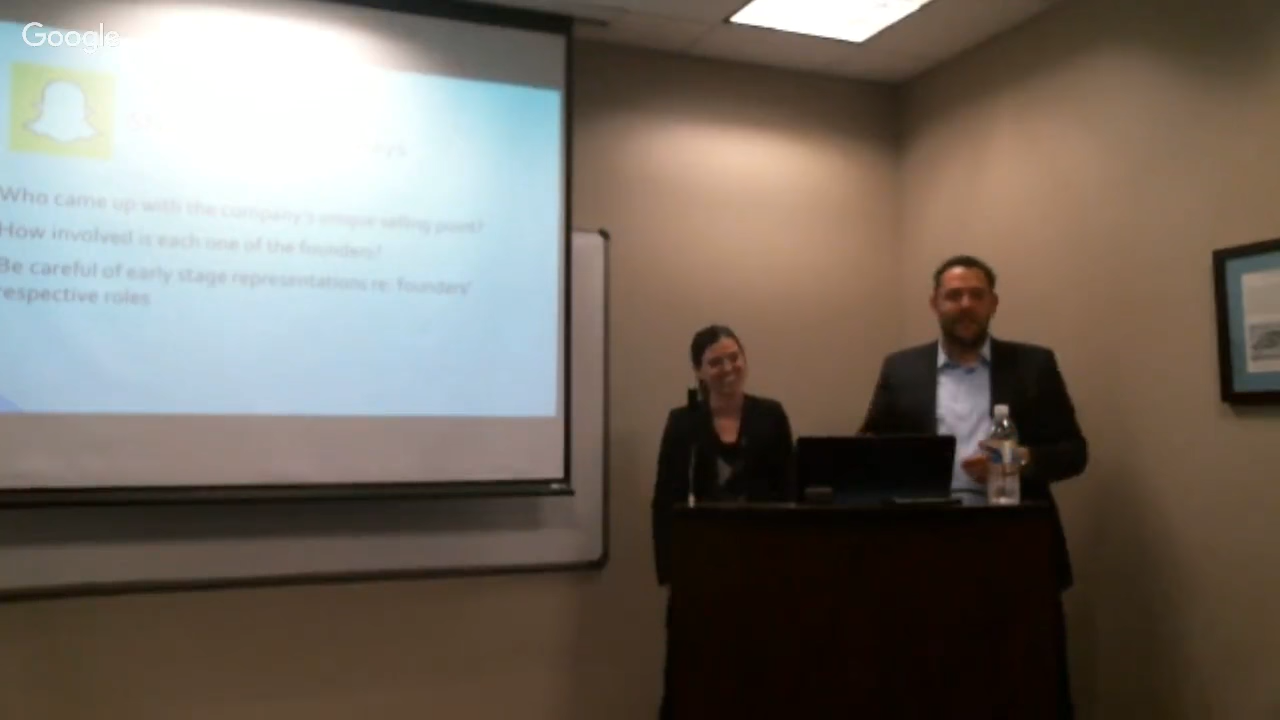 Google
Who came up with the company's unique selling point?
How involved is each one of the founders?
Be careful of early stage representations re: founders'
respective roles